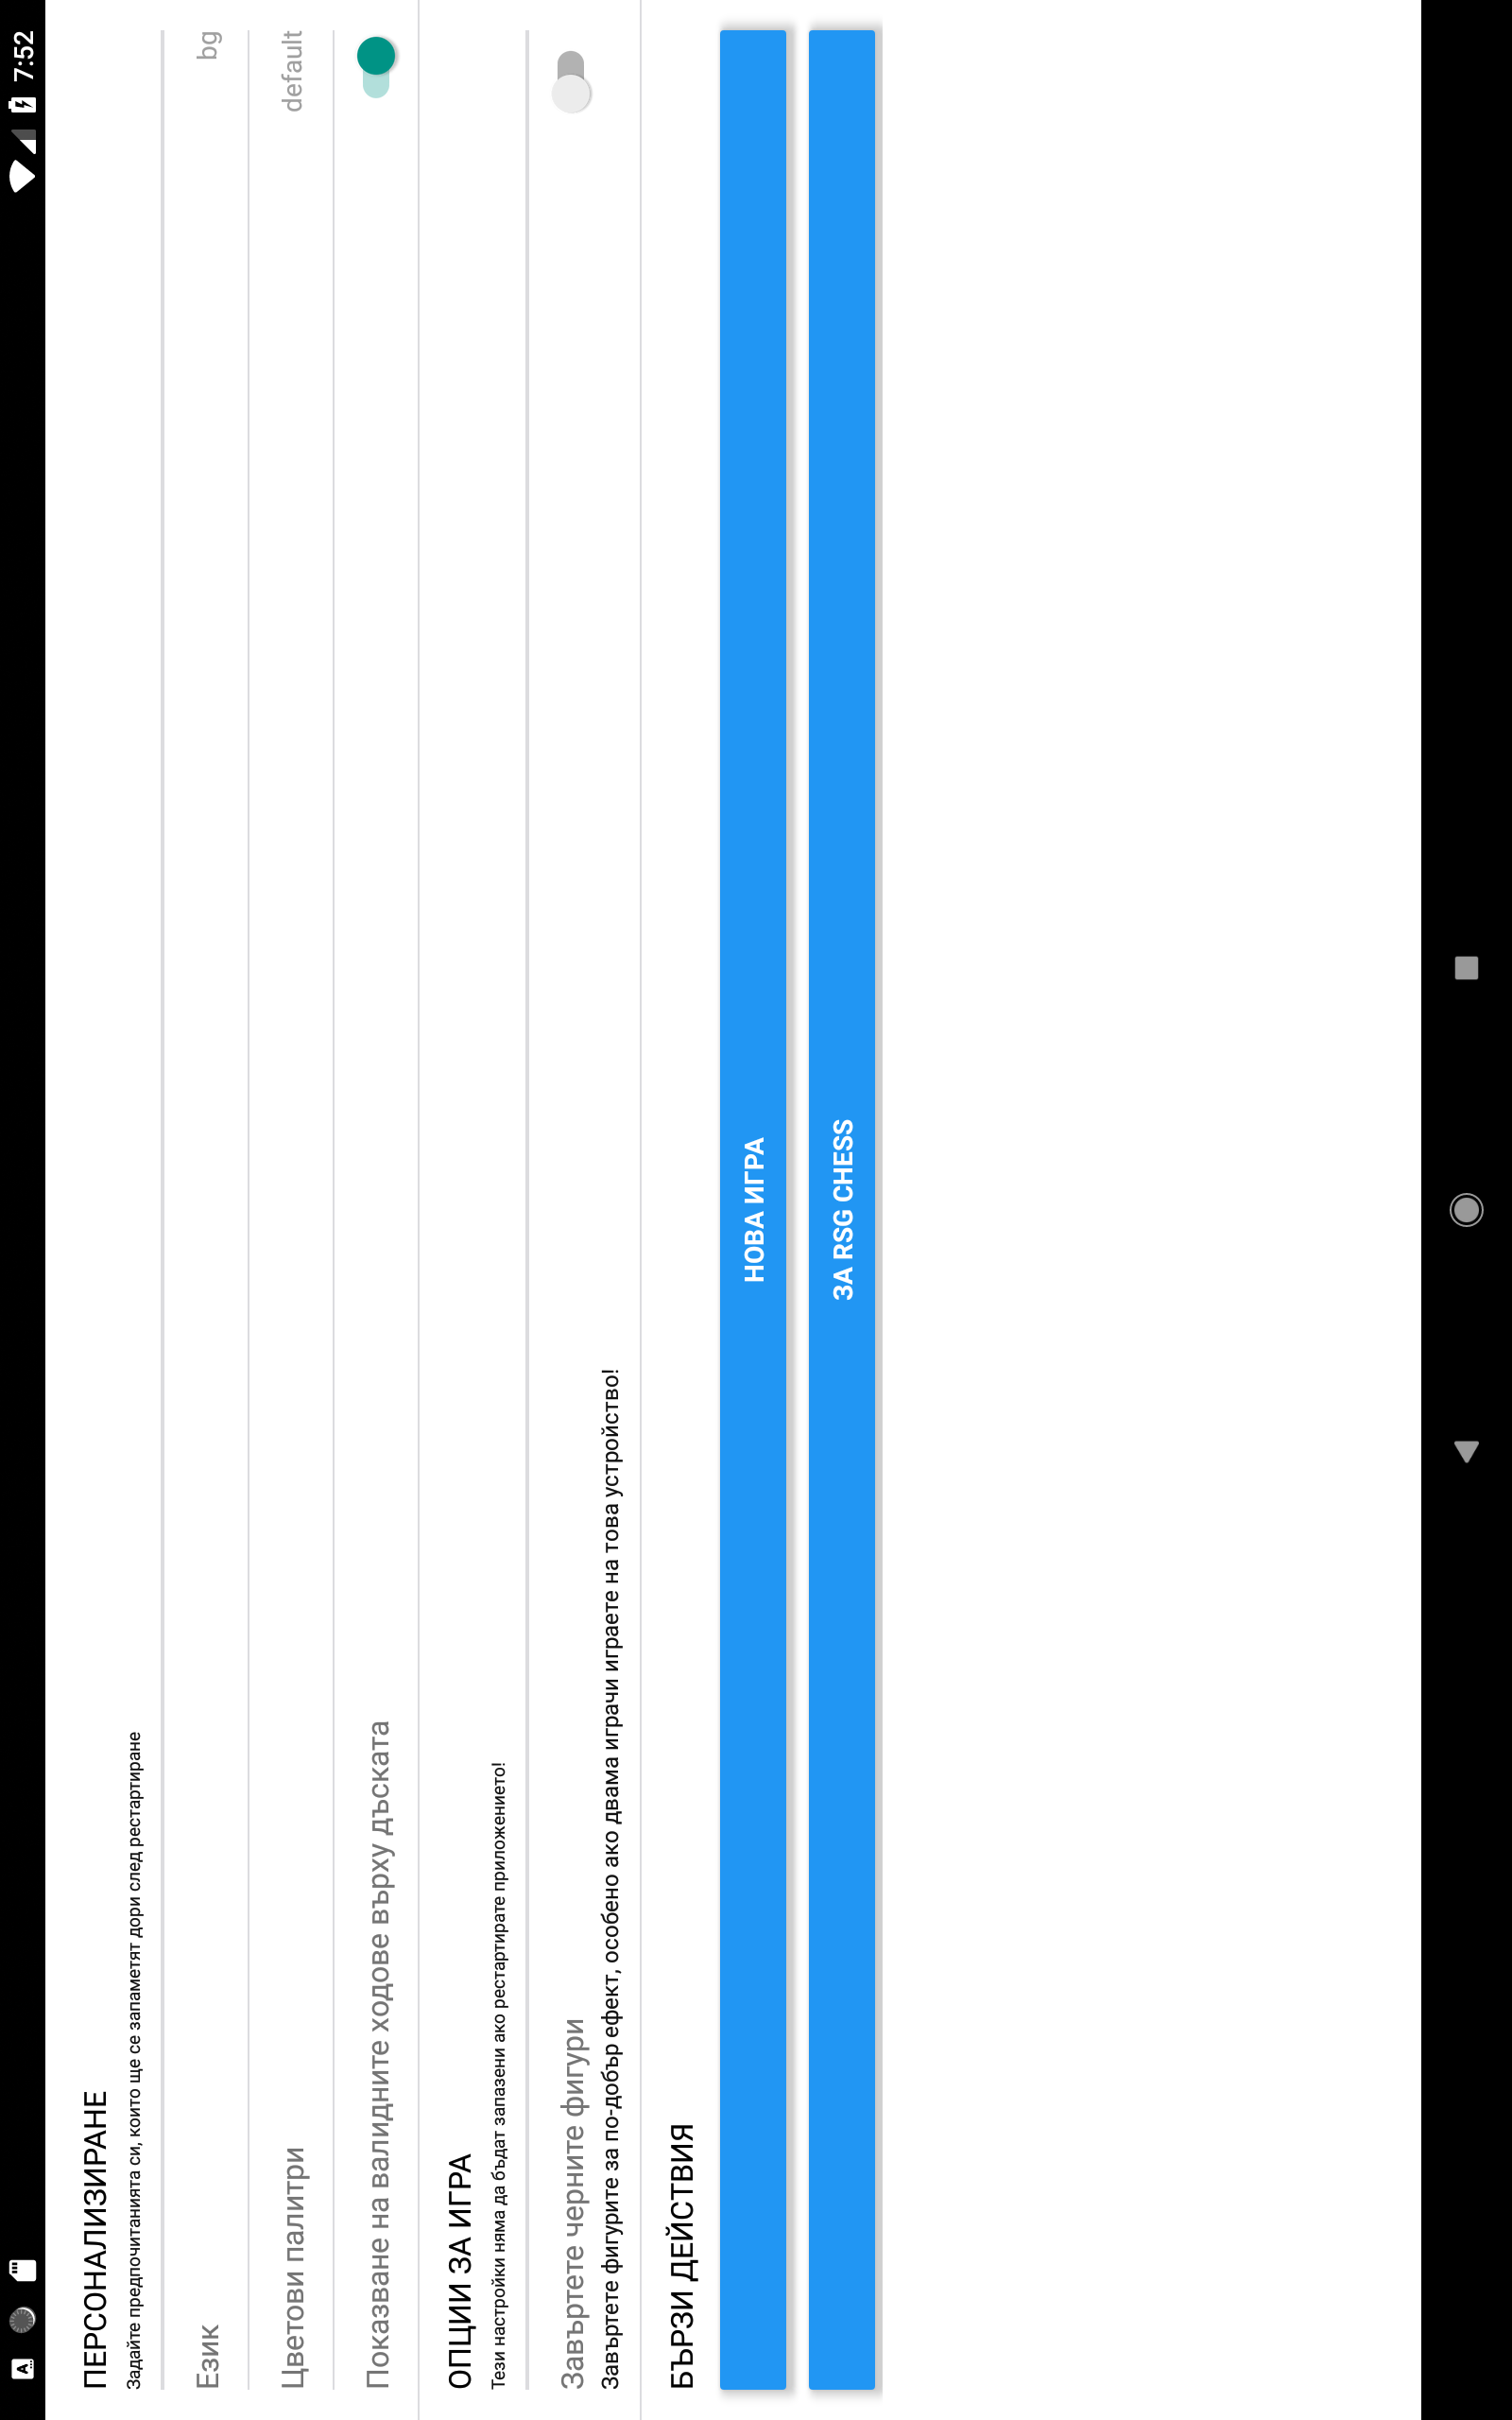 7:52
ПЕРСОНАЛИЗИРАНЕ
Задайте предпочитанията си, които ще се запаметят дори след рестартиране
Език bg
Цветови палитри default
Показване на валидните ходове върху дъската
ОПЦИИ ЗА ИГРА
Тези настройки няма да бъдат запазени ако рестартирате приложението!
Завъртете черните фигури
Завъртете фигурите за по-добър ефект, особено ако двама играчи играете на това устройство!
БЪРЗИ ДЕЙСТВИЯ
НОВА ИГРА
ЗА RSG CHESS